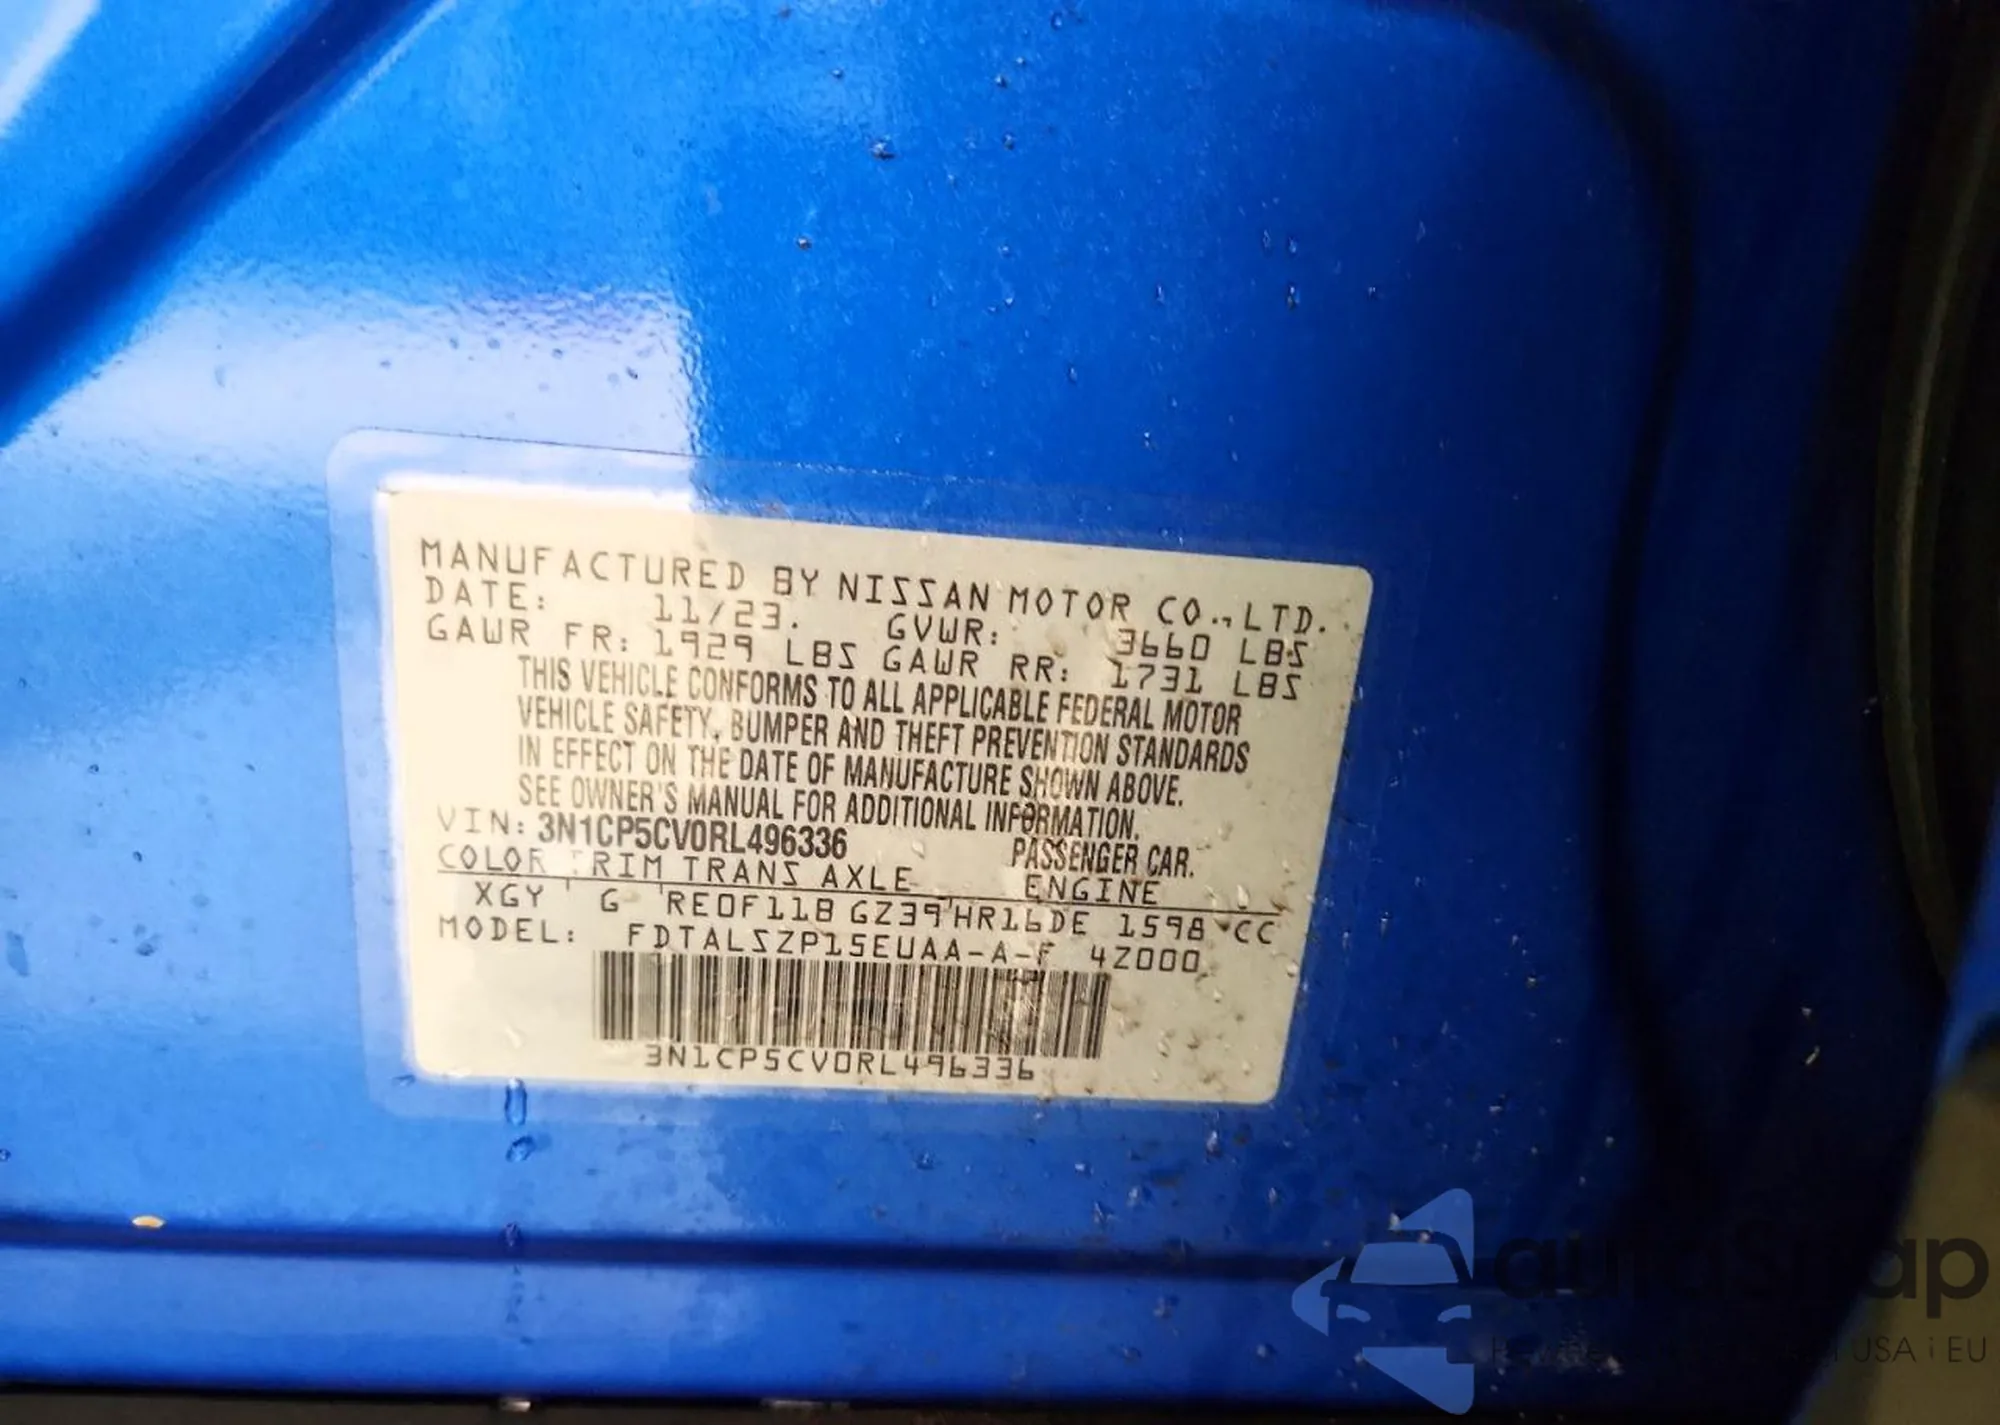 MANUFACTURED BY NISSAN MOTOR CO., LTD.
DATE: 11/23. GVWR: 3660 LBS
GAWR FR: 1929 LBS GAWR RR: 1731 LBS
THIS VEHICLE CONFORMS TO ALL APPLICABLE FEDERAL MOTOR
VEHICLE SAFETY, BUMPER AND THEFT PREVENTION STANDARDS
IN EFFECT ON THE DATE OF MANUFACTURE SHOWN ABOVE.
SEE OWNER'S MANUAL FOR ADDITIONAL INFORMATION.
VIN: 3N1CP5CV0RL496336 PASSENGER CAR.
COLOR TRIM TRANS AXLE ENGINE
XGY G RE0F11B GZ39 HR16DE 1598 CC
MODEL: FDTALSZP15EUAA-A-F 4Z000
3N1CP5CV0RL496336
USA i EU